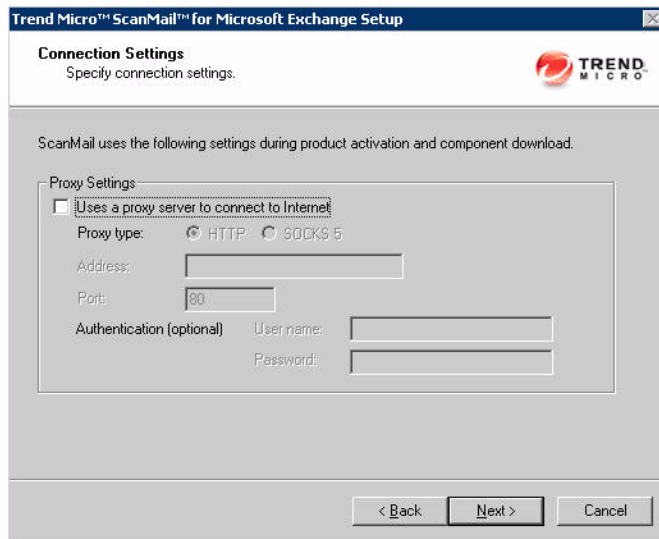 Trend Micro™ ScanMail™ for Microsoft Exchange Setup
Connection Settings
Specify connection settings.
TREND
MICRO
ScanMail uses the following settings during product activation and component download.
Proxy Settings
Uses a proxy server to connect to Internet
Proxy type: HTTP SOCKS 5
Address:
Port: 80
Authentication (optional) User name:
Password:
< Back Next > Cancel